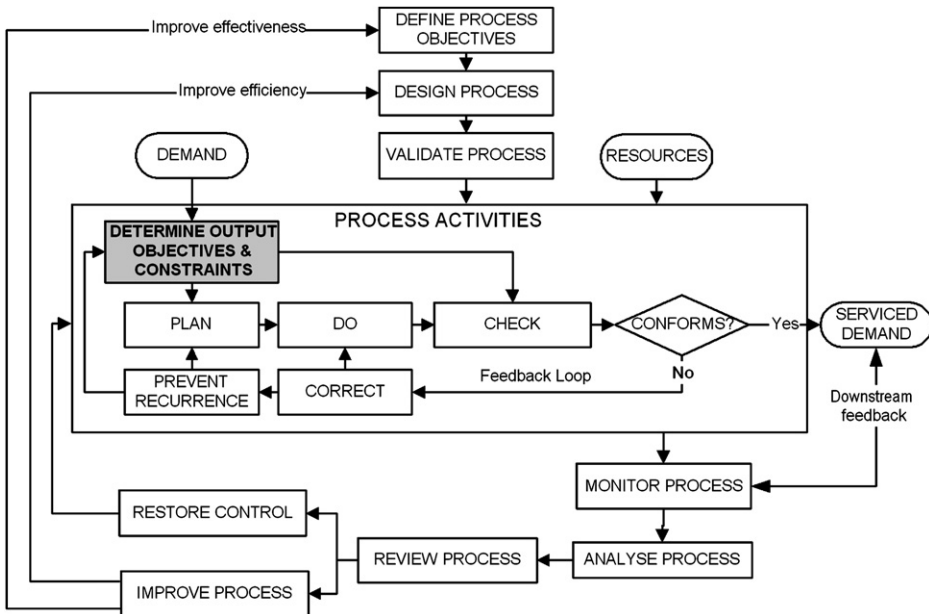 Improve effectiveness
DEFINE PROCESS
OBJECTIVES
Improve efficiency
DESIGN PROCESS
DEMAND
VALIDATE PROCESS
RESOURCES
PROCESS ACTIVITIES
DETERMINE OUTPUT
OBJECTIVES &
CONSTRAINTS
PLAN
DO
CHECK
CONFORMS?
Yes
SERVICED
DEMAND
PREVENT
RECURRENCE
CORRECT
Feedback Loop
No
Downstream
feedback
MONITOR PROCESS
RESTORE CONTROL
REVIEW PROCESS
ANALYSE PROCESS
IMPROVE PROCESS